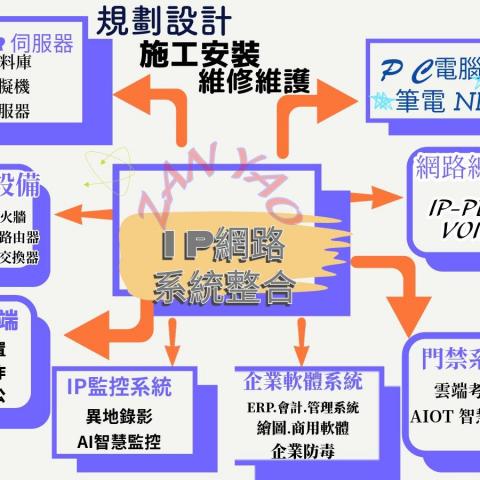 規劃設計
施工安裝
維修維護
伺服器
料庫
擬機
服器
PC電腦
筆電
設備
火牆
路由器
交換器
ZAN YAO
IP網路
系統整合
網路
IP-P
VOI
端
公
IP監控系統
異地錄影
AI智慧監控
企業軟體系統
ERP.會計.管理系統
繪圖.商用軟體
企業防毒
門禁系
雲端考
AIOT 智慧